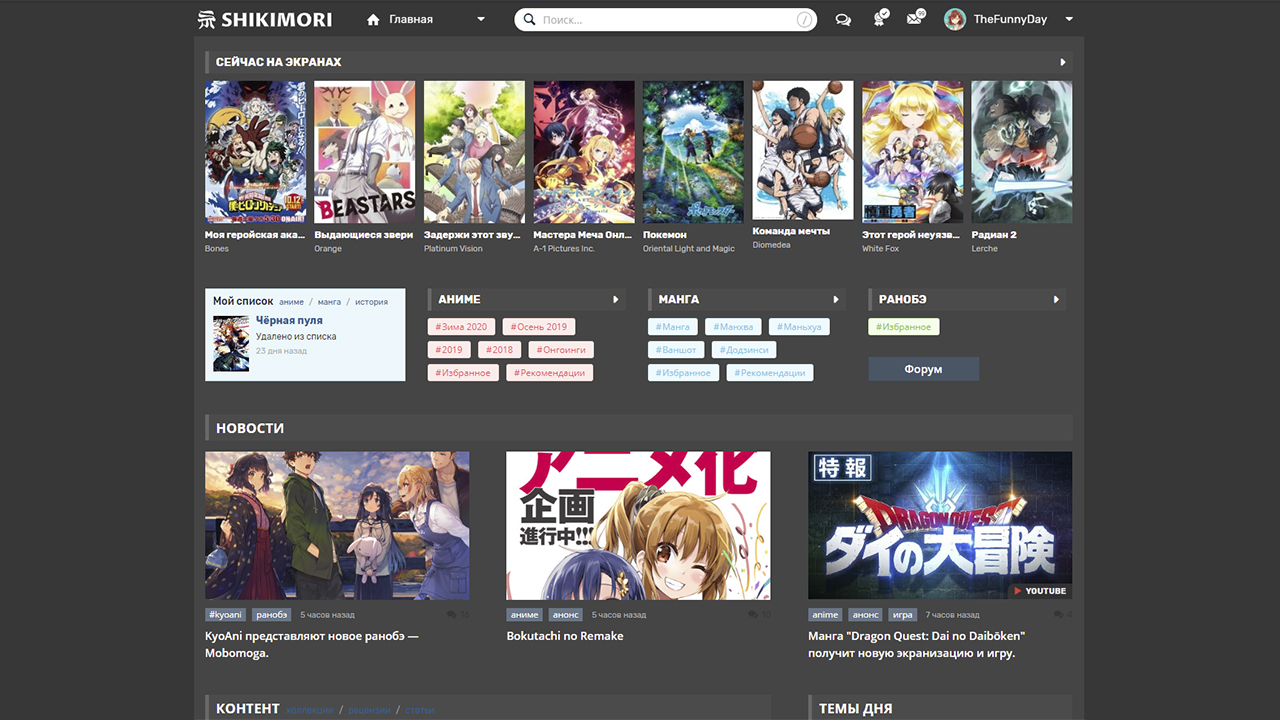 SHIKIMORI
Главная
Поиск...
/
TheFunnyDay
СЕЙЧАС НА ЭКРАНАХ
BEASTARS
Моя геройская ака...
Bones
Выдающиеся звери
Orange
Задержи этот зву...
Platinum Vision
Мастера Меча Онл...
A-1 Pictures Inc.
Покемон
Oriental Light and Magic
Команда мечты
Diomedea
Этот герой неуязв...
White Fox
Радиан 2
Lerche
Мой список аниме / манга / история
Чёрная пуля
Удалено из списка
23 дня назад
АНИМЕ
#Зима 2020 #Осень 2019
#2019 #2018 #Онгоинги
#Избранное #Рекомендации
МАНГА
#Манга #Манхва #Маньхуа
#Ваншот #Додзинси
#Избранное #Рекомендации
РАНОБЭ
#Избранное
Форум
НОВОСТИ
#kyoani ранобэ 5 часов назад 16
KyoAni представляют новое ранобэ —
Mobomoga.
アニメ化
企画
進行中!!!
аниме анонс 5 часов назад 10
Bokutachi no Remake
特報
DRAGON QUEST
ダイの大冒険
YOUTUBE
anime анонс игра 7 часов назад 4
Манга "Dragon Quest: Dai no Daibōken"
получит новую экранизацию и игру.
КОНТЕНТ коллекции / рецензии / статьи
ТЕМЫ ДНЯ